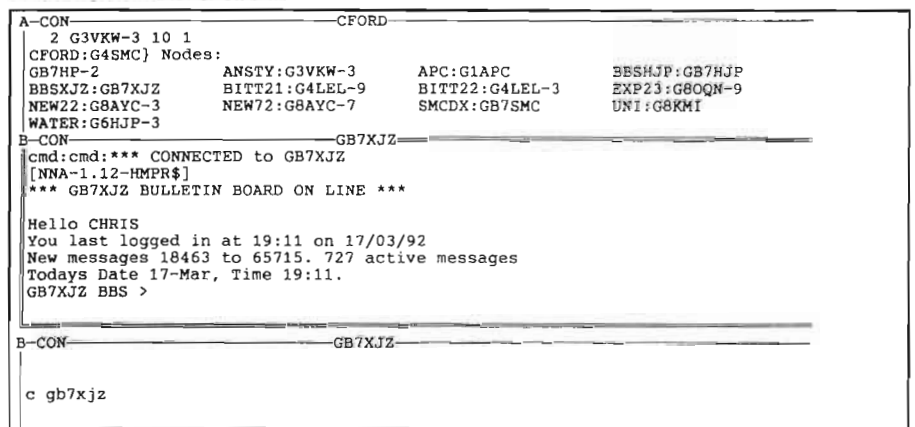 A-CON CFORD
2 G3VKW-3 10 1
CFORD:G4SMC} Nodes:
GB7HP-2 ANSTY:G3VKW-3 APC:G1APC BBSHJP:GB7HJP
BBSXJZ:GB7XJZ BITT21:G4LEL-9 BITT22:G4LEL-3 EXP23:G8OQN-9
NEW22:G8AYC-3 NEW72:G8AYC-7 SMCDX:GB7SMC UNI:G8KMI
WATER:G6HJP-3
B-CON GB7XJZ
cmd:cmd:*** CONNECTED to GB7XJZ
[NNA-1.12-HMPR$]
*** GB7XJZ BULLETIN BOARD ON LINE ***
Hello CHRIS
You last logged in at 19:11 on 17/03/92
New messages 18463 to 65715. 727 active messages
Todays Date 17-Mar, Time 19:11.
GB7XJZ BBS >
B-CON GB7XJZ
c gb7xjz